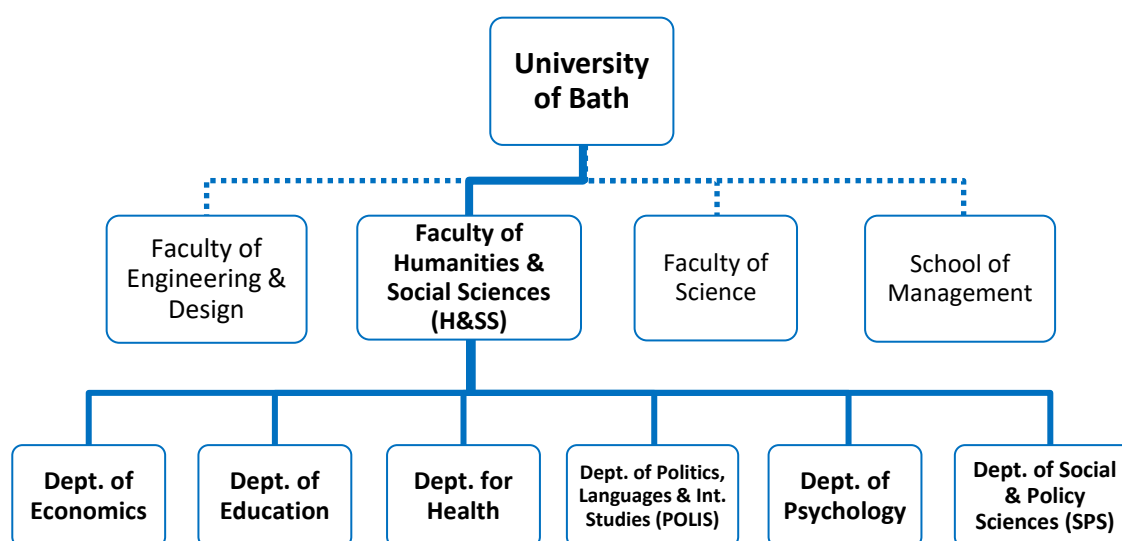 University
of Bath
Faculty of
Engineering &
Design
Faculty of
Humanities &
Social Sciences
(H&SS)
Faculty of
Science
School of
Management
Dept. of
Economics
Dept. of
Education
Dept. for
Health
Dept. of Politics,
Languages & Int.
Studies (POLIS)
Dept. of
Psychology
Dept. of Social
& Policy
Sciences (SPS)